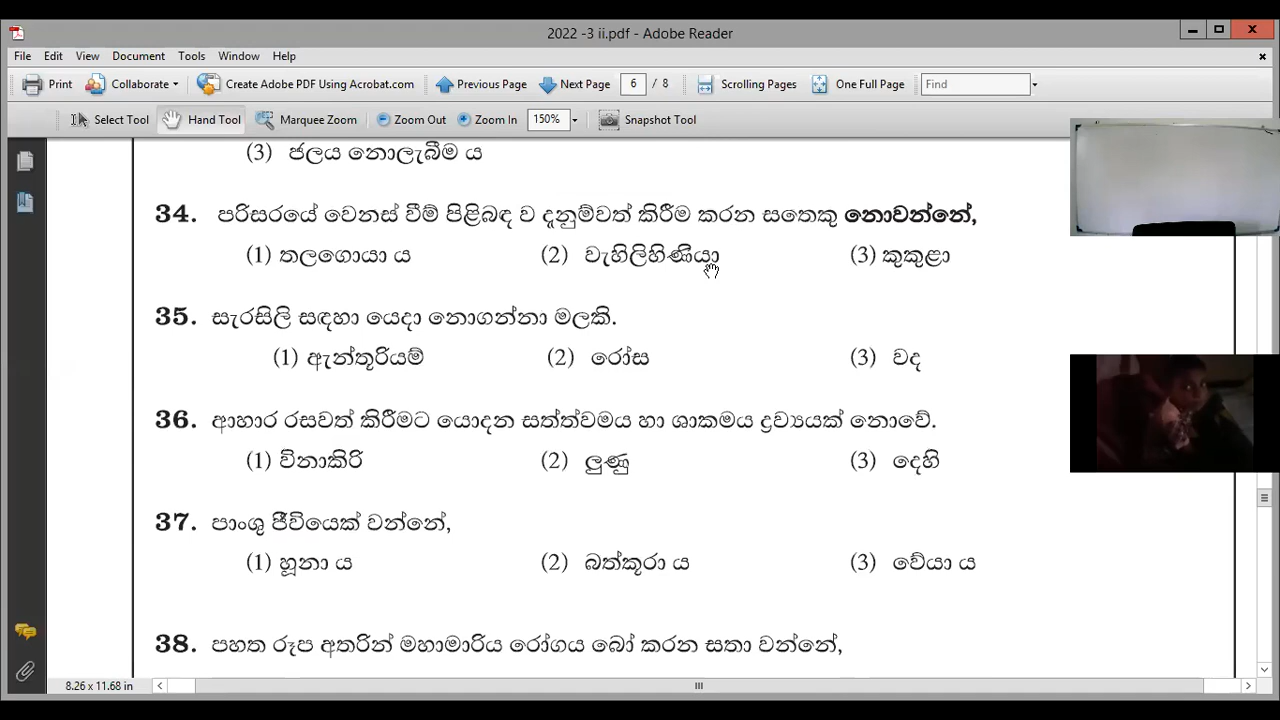 2022 -3 ii.pdf - Adobe Reader
File Edit View Document Tools Window Help
Print Collaborate Create Adobe PDF Using Acrobat.com Previous Page Next Page 6 / 8 Scrolling Pages One Full Page Find
Select Tool Hand Tool Marquee Zoom Zoom Out Zoom In 150% Snapshot Tool
(3) ජලය නොලැබීම ය
34. පරිසරයේ වෙනස් වීම් පිළිබඳ ව දැනුම්වත් කිරීම කරන සතෙකු නොවන්නේ,
(1) තලගොයා ය (2) වැහිලිහිණියා (3) කුකුළා
35. සැරසිලි සඳහා යෙදා නොගන්නා මලකි.
(1) ඇන්තූරියම් (2) රෝස (3) වද
36. ආහාර රසවත් කිරීමට යොදන සත්ත්වමය හා ශාකමය ද්‍රව්‍යයක් නොවේ.
(1) විනාකිරි (2) ලුණු (3) දෙහි
37. පාංශු ජීවියෙක් වන්නේ,
(1) හූනා ය (2) බත්කූරා ය (3) වේයා ය
38. පහත රූප අතරින් මහාමාරිය රෝගය බෝ කරන සතා වන්නේ,
8.26 x 11.68 in